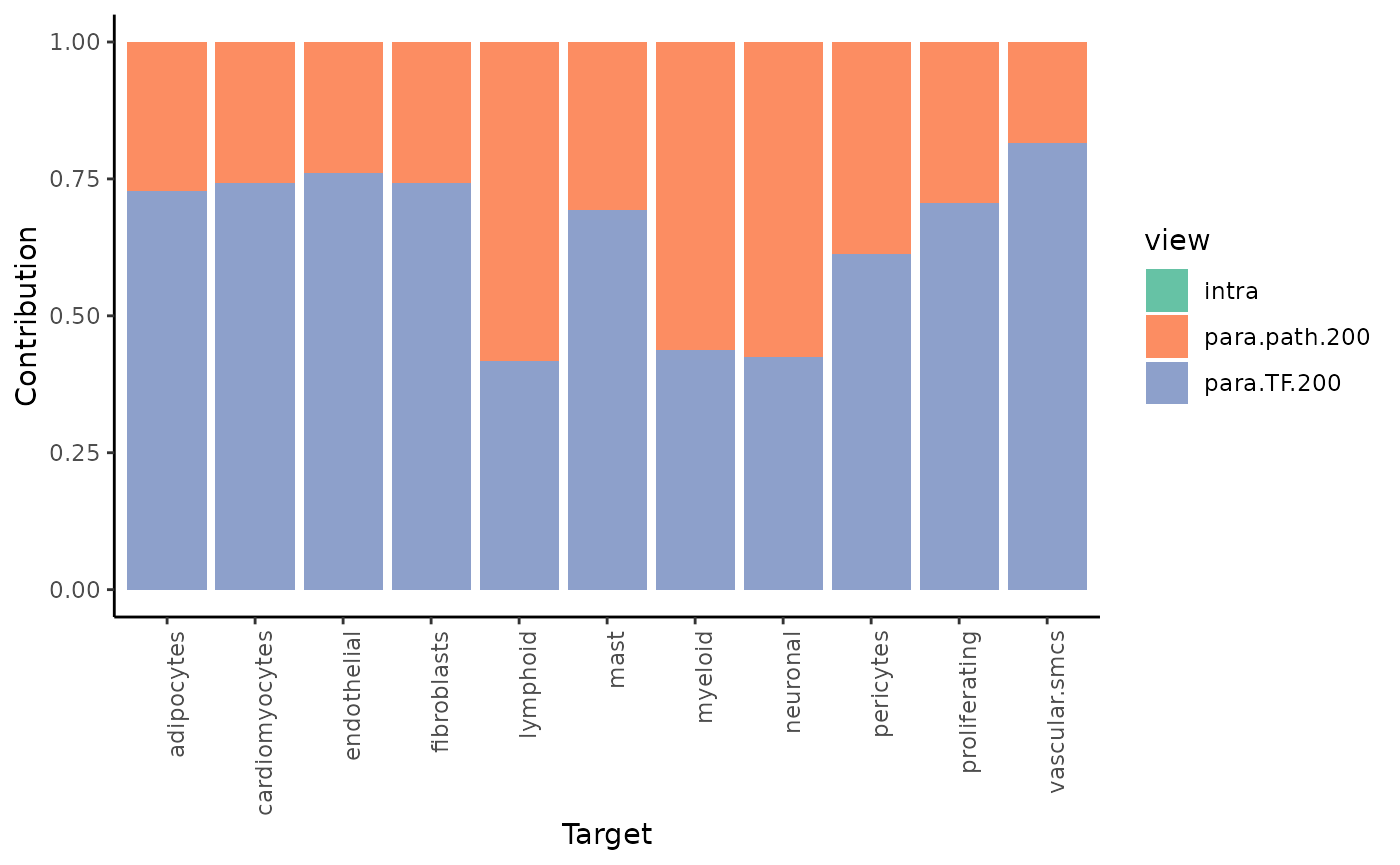 1.00
0.75
0.50
0.25
0.00
Contribution
adipocytes
cardiomyocytes
endothelial
fibroblasts
lymphoid
mast
myeloid
neuronal
pericytes
proliferating
vascular.smcs
Target
view
intra
para.path.200
para.TF.200